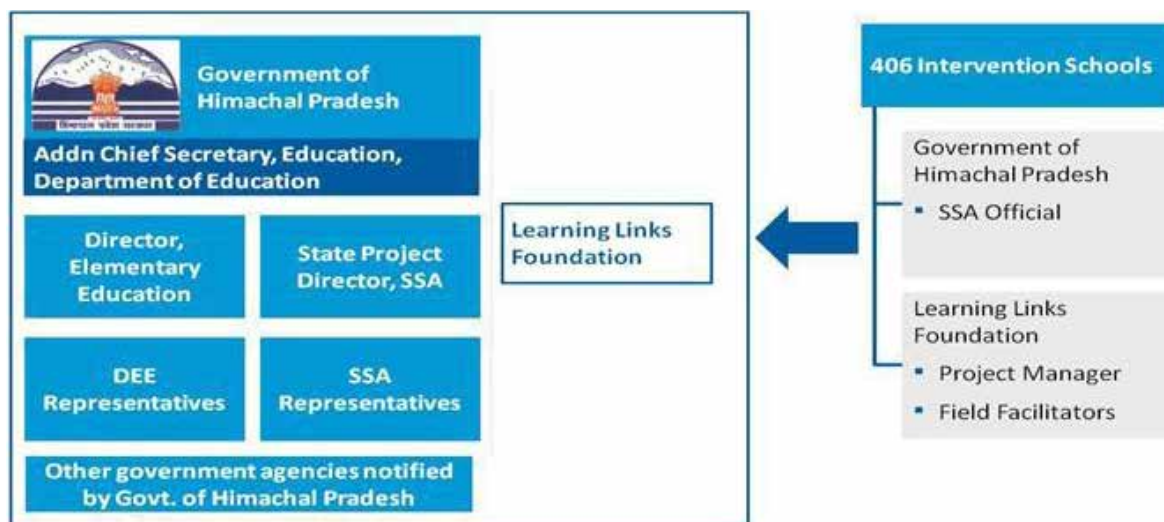 Government of
Himachal Pradesh
Addn Chief Secretary, Education,
Department of Education
Director,
Elementary
Education
State Project
Director, SSA
DEE
Representatives
SSA
Representatives
Other government agencies notified
by Govt. of Himachal Pradesh
Learning Links
Foundation
406 Intervention Schools
Government of
Himachal Pradesh
▪ SSA Official
Learning Links
Foundation
▪ Project Manager
▪ Field Facilitators